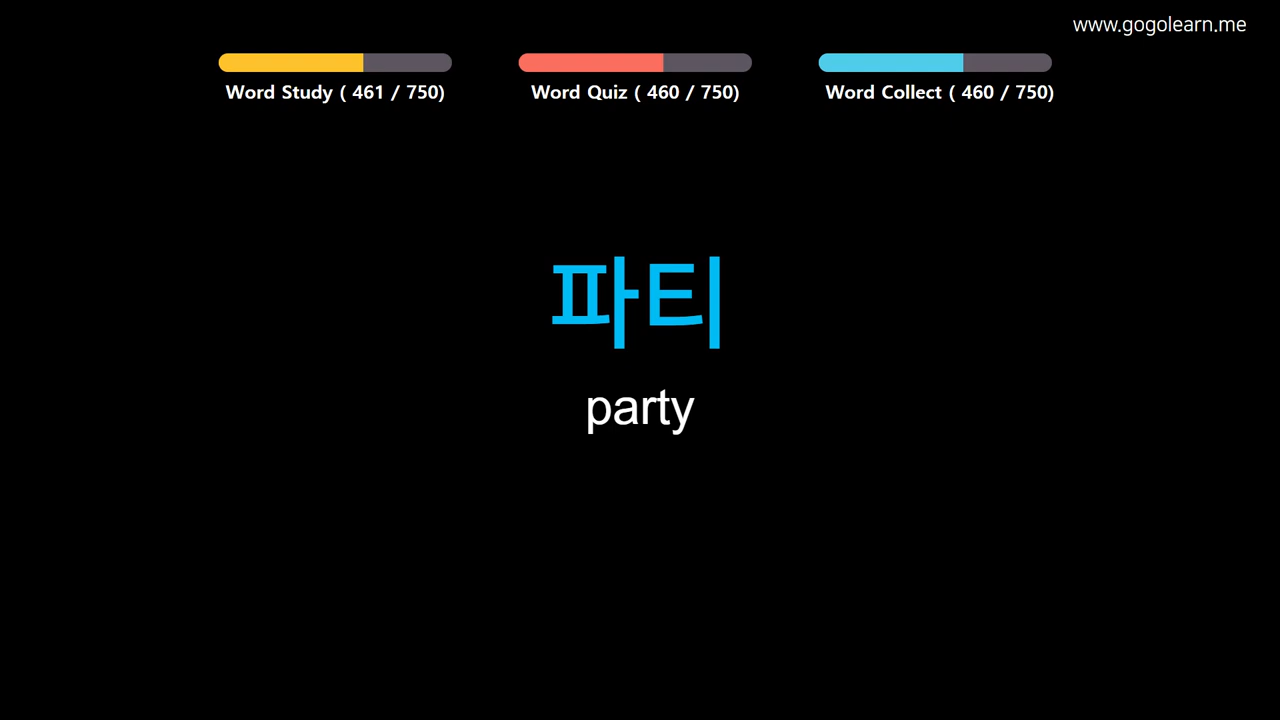 www.gogolearn.me
Word Study ( 461 / 750)
Word Quiz ( 460 / 750)
Word Collect ( 460 / 750)
파티
party